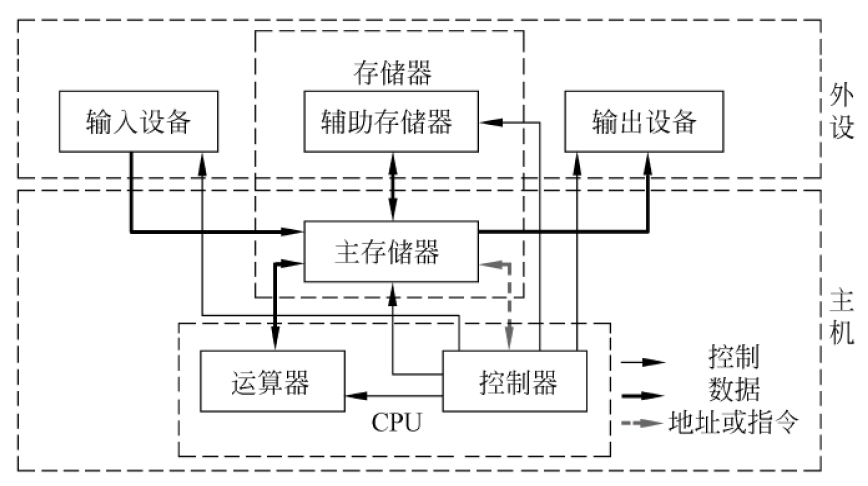 存储器
输入设备
辅助存储器
输出设备
外设
主存储器
主机
运算器
控制器
CPU
控制
数据
地址或指令